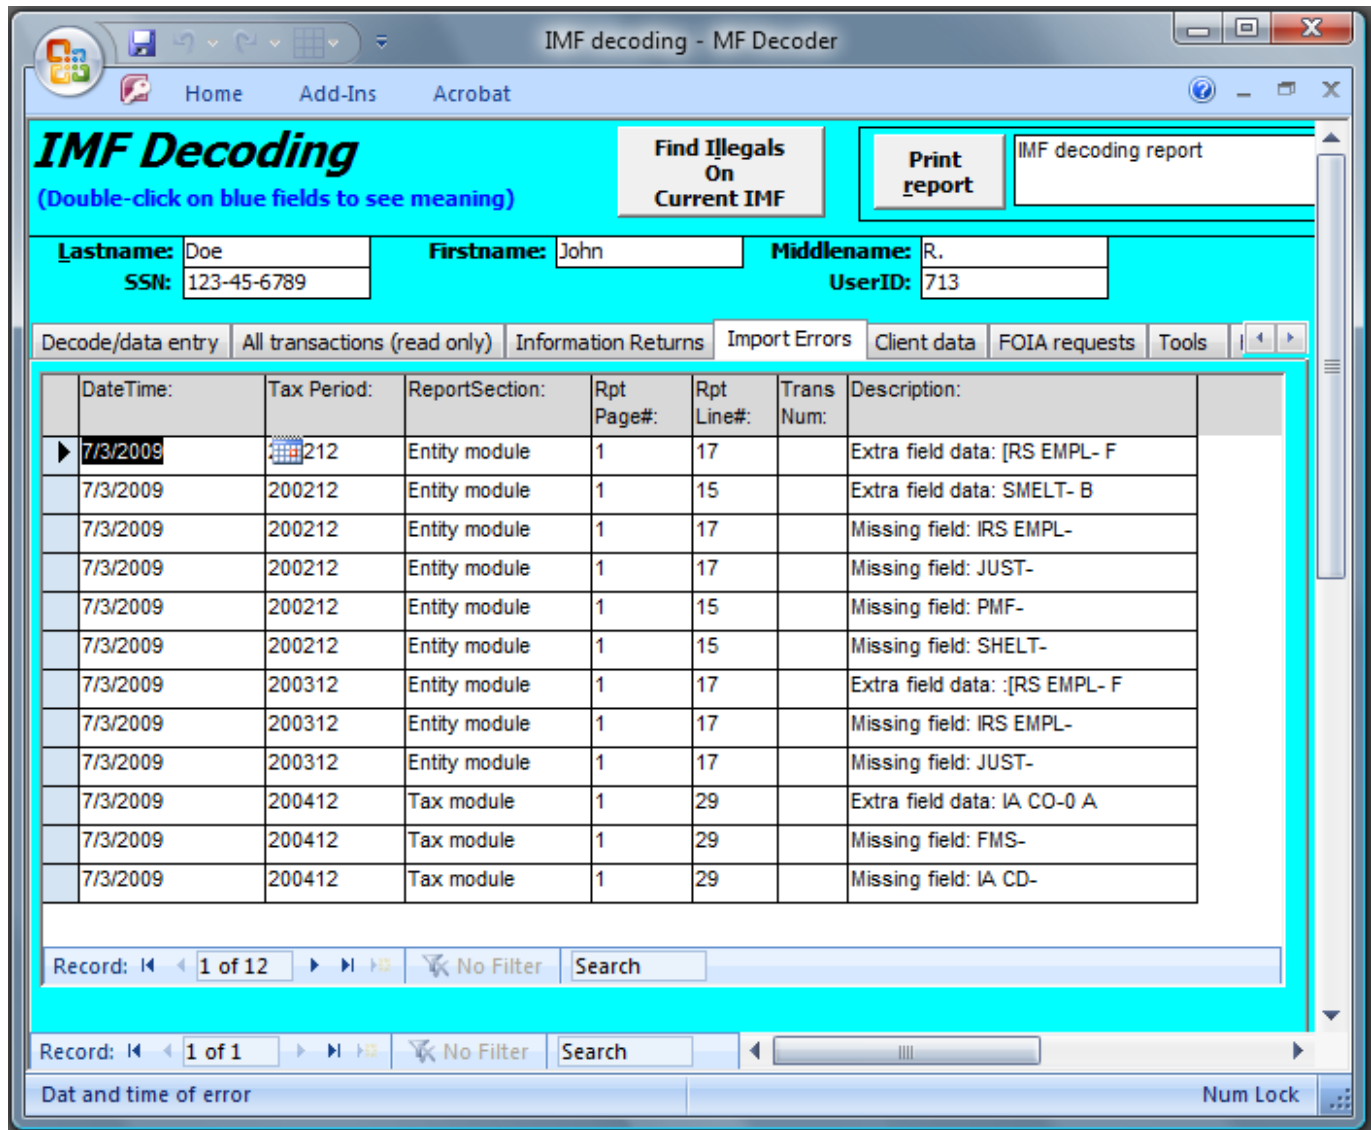 IMF decoding - MF Decoder
Home Add-Ins Acrobat
IMF Decoding
(Double-click on blue fields to see meaning)
Find Illegals
On
Current IMF
Print
report
IMF decoding report
Lastname: Doe Firstname: John Middlename: R.
SSN: 123-45-6789 UserID: 713
Decode/data entry All transactions (read only) Information Returns Import Errors Client data FOIA requests Tools
DateTime: Tax Period: ReportSection: Rpt Page#: Rpt Line#: Trans Num: Description:
7/3/2009 212 Entity module 1 17 Extra field data: [RS EMPL- F
7/3/2009 200212 Entity module 1 15 Extra field data: SMELT- B
7/3/2009 200212 Entity module 1 17 Missing field: IRS EMPL-
7/3/2009 200212 Entity module 1 17 Missing field: JUST-
7/3/2009 200212 Entity module 1 15 Missing field: PMF-
7/3/2009 200212 Entity module 1 15 Missing field: SHELT-
7/3/2009 200312 Entity module 1 17 Extra field data: :[RS EMPL- F
7/3/2009 200312 Entity module 1 17 Missing field: IRS EMPL-
7/3/2009 200312 Entity module 1 17 Missing field: JUST-
7/3/2009 200412 Tax module 1 29 Extra field data: IA CO-0 A
7/3/2009 200412 Tax module 1 29 Missing field: FMS-
7/3/2009 200412 Tax module 1 29 Missing field: IA CD-
Record: 1 of 12 No Filter Search
Record: 1 of 1 No Filter Search
Dat and time of error Num Lock